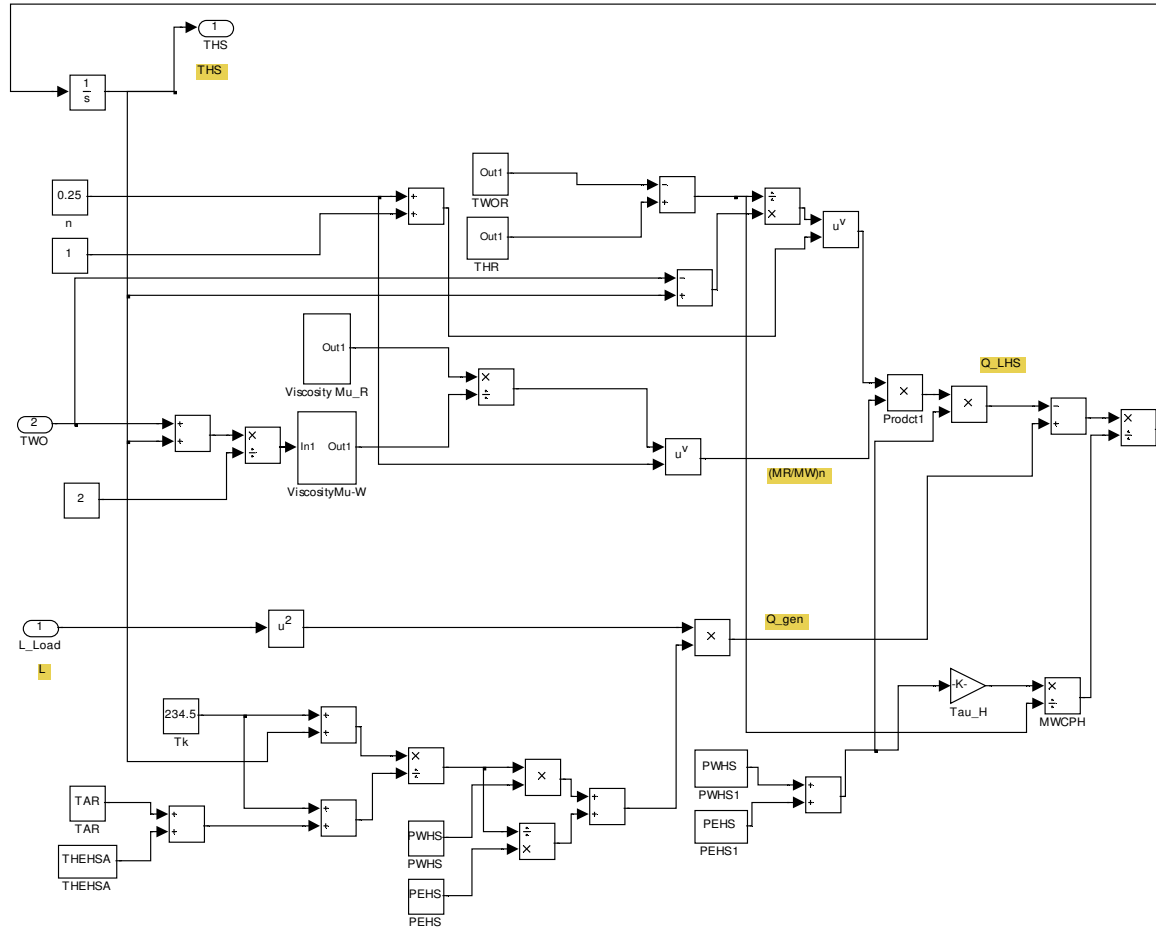 1
THS
THS
1
s
0.25
n
1
Out1
TWOR
Out1
THR
-
+
+
+
÷
×
u^v
-
+
Out1
Viscosity Mu_R
×
÷
2
TWO
+
+
×
÷
In1 Out1
ViscosityMu-W
2
u^v
(MR/MW)n
×
Prodct1
×
Q_LHS
-
+
×
÷
1
L_Load
L
u^2
×
Q_gen
234.5
Tk
+
+
TAR
TAR
THEHSA
THEHSA
+
+
+
+
×
÷
PWHS
PWHS
PEHS
PEHS
×
÷
×
+
+
PWHS
PWHS1
PEHS
PEHS1
+
+
-K-
Tau_H
×
÷
MWCPH